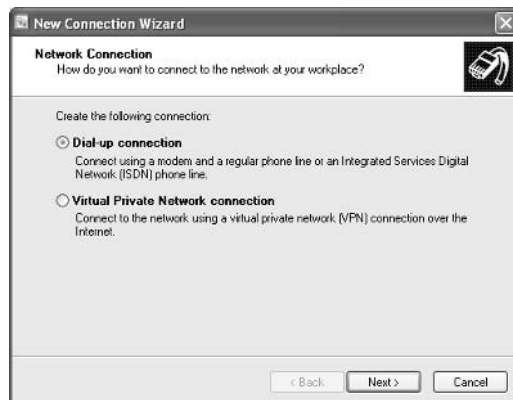 New Connection Wizard
Network Connection
How do you want to connect to the network at your workplace?
Create the following connection:
Dial-up connection
Connect using a modem and a regular phone line or an Integrated Services Digital
Network (ISDN) phone line.
Virtual Private Network connection
Connect to the network using a virtual private network (VPN) connection over the
Internet.
< Back Next > Cancel